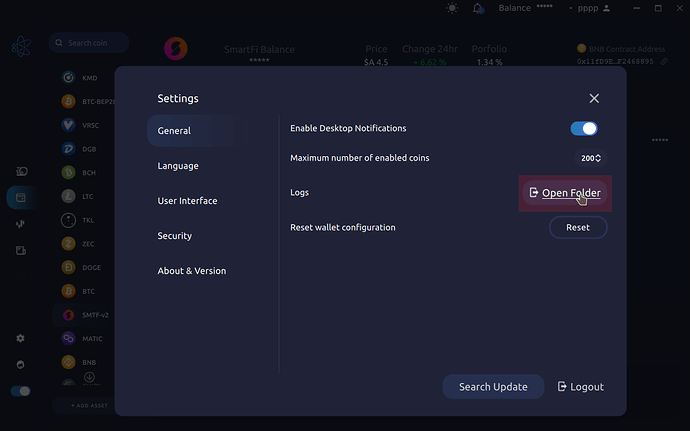 Balance ***** • pppp
Search coin
SmartFi Balance
*****
Price
SA 4.5
Change 24hr
+ 6.62 %
Porfolio
1.34 %
BNB Contract Address
0x11fD9E…F2468895
KMD
BTC-BEP20
VRSC
DGB
BCH
LTC
TKL
ZEC
DOGE
BTC
SMTF-v2
MATIC
BNB
+ ADD ASSET
*****
Settings
General
Language
User Interface
Security
About & Version
Enable Desktop Notifications
Maximum number of enabled coins
200
Logs
Open Folder
Reset wallet configuration
Reset
Search Update
Logout